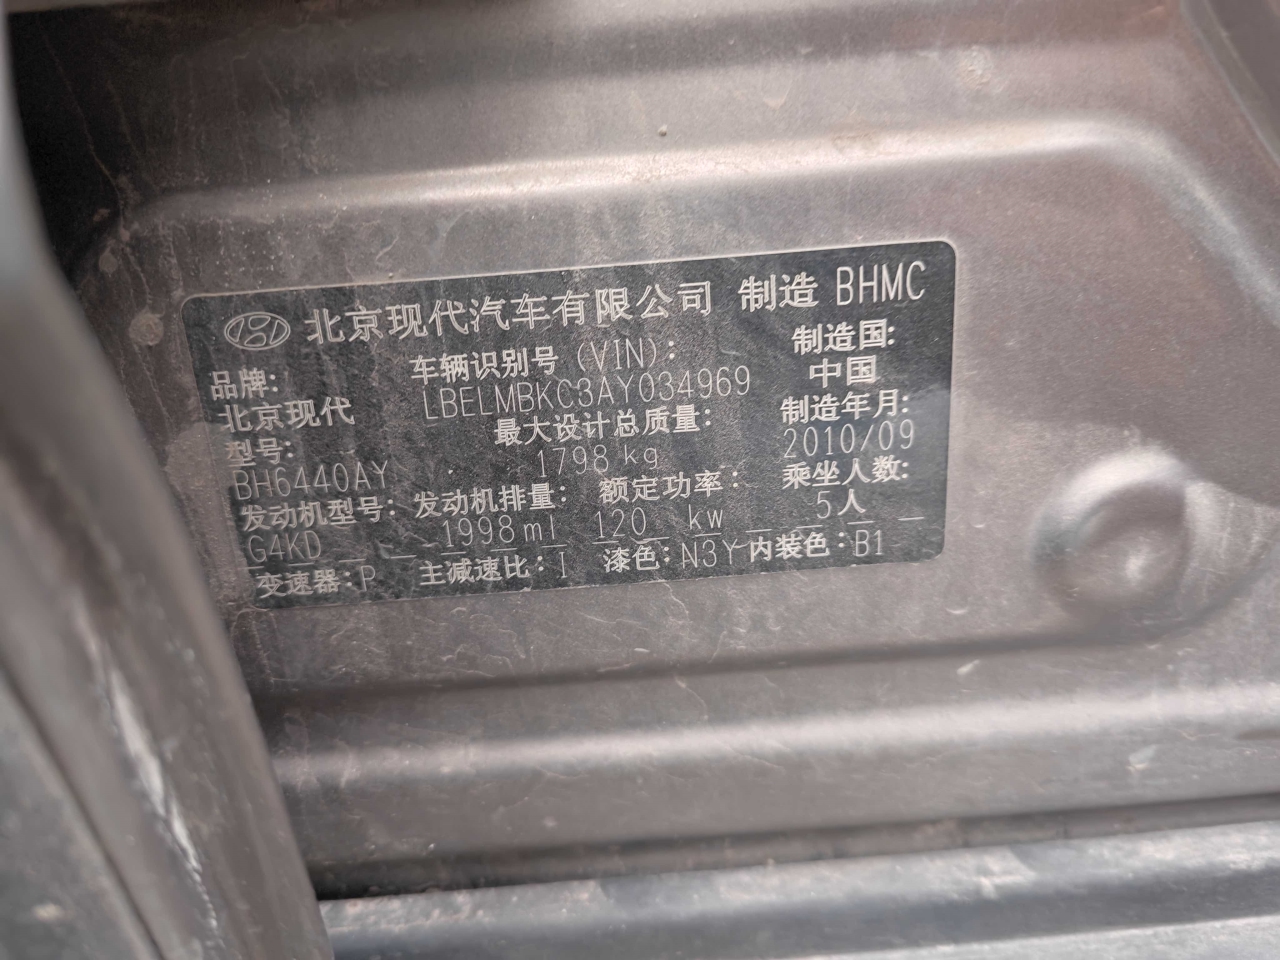 北京现代汽车有限公司 制造 BHMC
品牌: 车辆识别号 (VIN): 制造国:
北京现代 LBELMBKC3AY034969 中国
型号: 最大设计总质量: 制造年月:
BH6440AY 1798 kg 2010/09
发动机型号: 发动机排量: 额定功率: 乘坐人数:
G4KD 1998 ml 120 kw 5人
变速器:P 主减速比:I 漆色:N3Y 内装色:B1